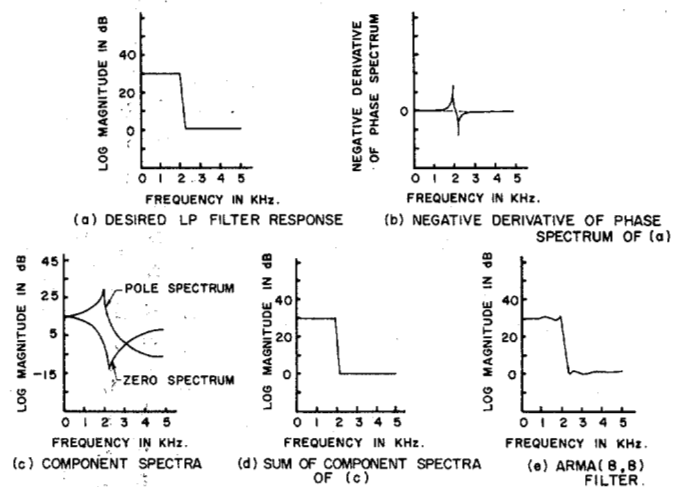 LOG MAGNITUDE IN dB
40
20
0
0 1 2 3 4 5
FREQUENCY IN KHz.
(a) DESIRED LP FILTER RESPONSE
NEGATIVE DERIVATIVE
OF PHASE SPECTRUM
0
0 1 2 3 4 5
FREQUENCY IN KHz.
(b) NEGATIVE DERIVATIVE OF PHASE
SPECTRUM OF (a)
LOG MAGNITUDE IN dB
45
25
5
-15
POLE SPECTRUM
ZERO SPECTRUM
0 1 2 3 4 5
FREQUENCY IN KHz.
(c) COMPONENT SPECTRA
LOG MAGNITUDE IN dB
40
20
0
0 1 2 3 4 5
FREQUENCY IN KHz.
(d) SUM OF COMPONENT SPECTRA
OF (c)
LOG MAGNITUDE IN dB
40
20
0
0 1 2 3 4 5
FREQUENCY IN KHz.
(e) ARMA(8,8)
FILTER.